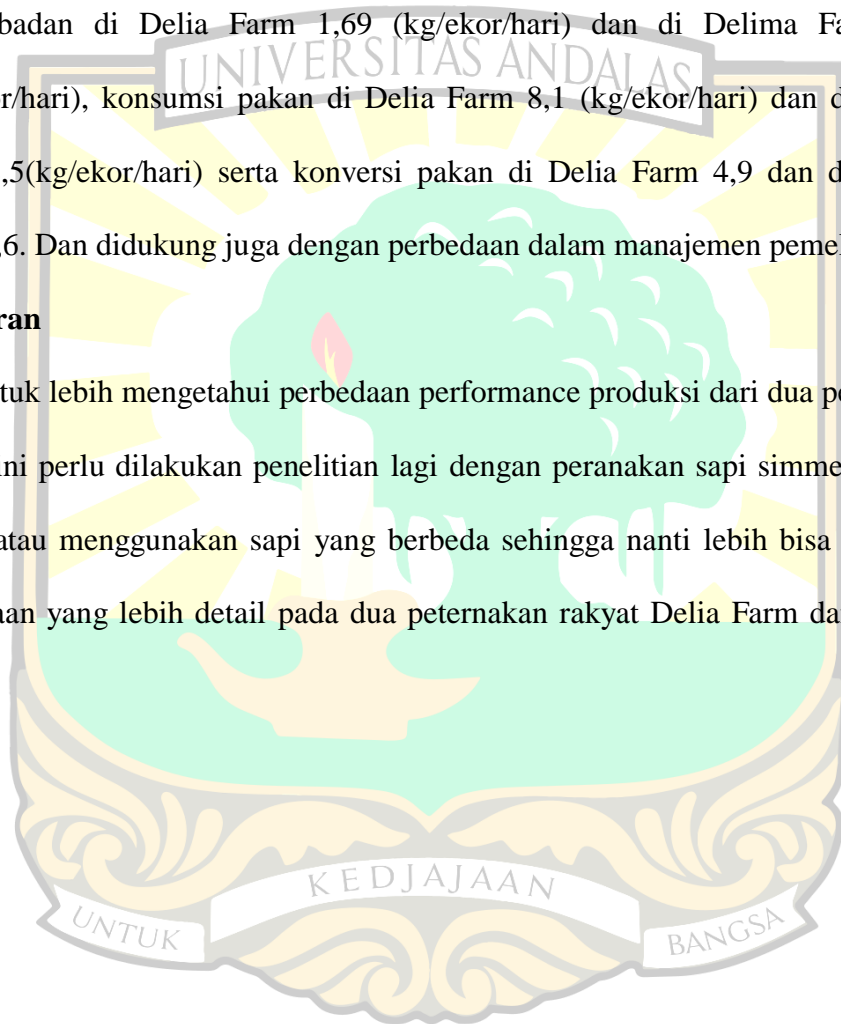 badan di Delia Farm 1,69 (kg/ekor/hari) dan di Delima Fa
UNIVERSITAS ANDALAS
r/hari), konsumsi pakan di Delia Farm 8,1 (kg/ekor/hari) dan d
,5(kg/ekor/hari) serta konversi pakan di Delia Farm 4,9 dan d
,6. Dan didukung juga dengan perbedaan dalam manajemen peme
ran
tuk lebih mengetahui perbedaan performance produksi dari dua pe
ini perlu dilakukan penelitian lagi dengan peranakan sapi simme
atau menggunakan sapi yang berbeda sehingga nanti lebih bisa
aan yang lebih detail pada dua peternakan rakyat Delia Farm da
KEDJAJAAN
UNTUK
BANGSA